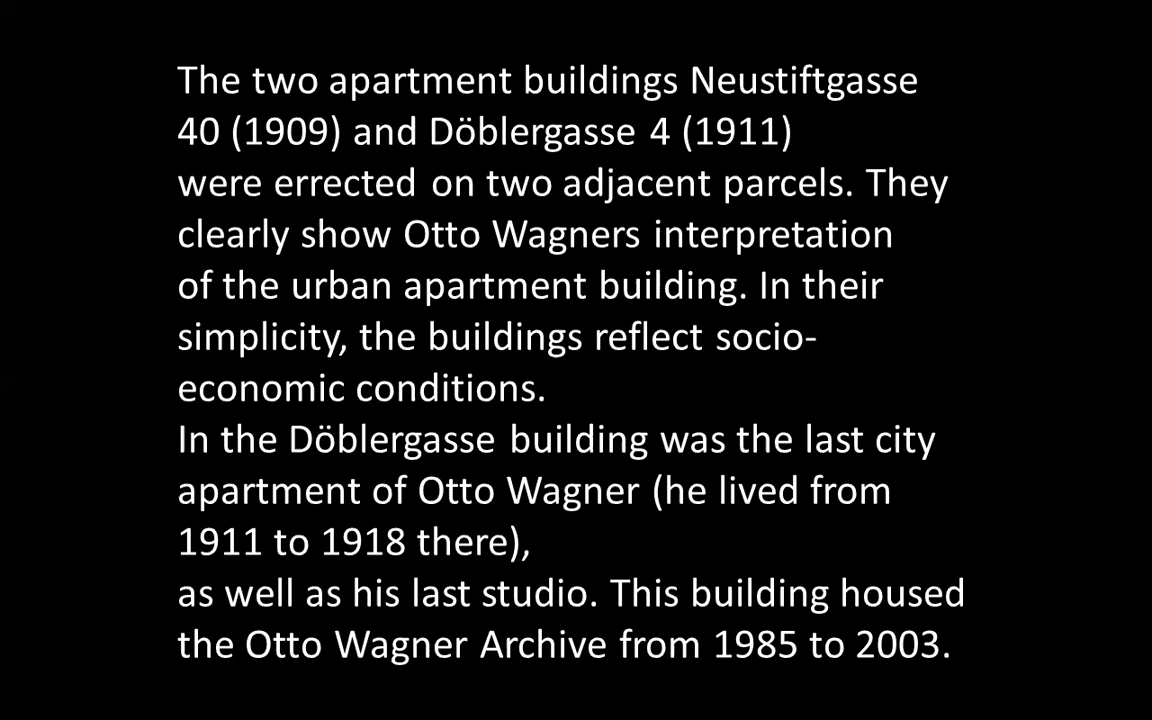 The two apartment buildings Neustiftgasse
40 (1909) and Döblergasse 4 (1911)
were errected on two adjacent parcels. They
clearly show Otto Wagners interpretation
of the urban apartment building. In their
simplicity, the buildings reflect socio-
economic conditions.
In the Döblergasse building was the last city
apartment of Otto Wagner (he lived from
1911 to 1918 there),
as well as his last studio. This building housed
the Otto Wagner Archive from 1985 to 2003.